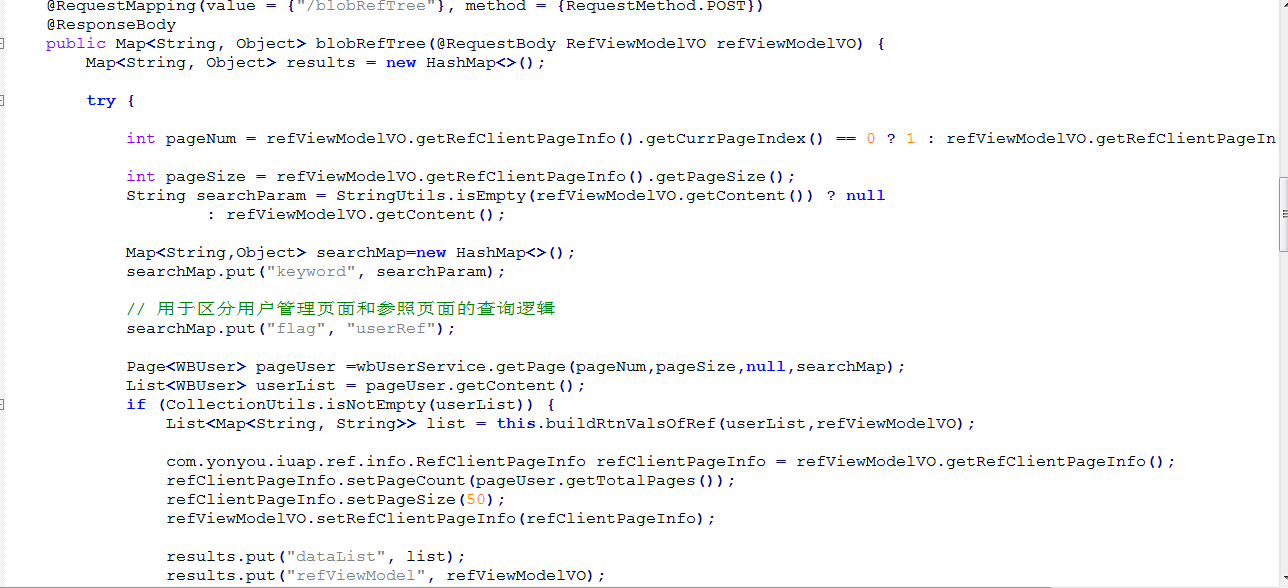 @RequestMapping(value = {"/blobRefTree"}, method = {RequestMethod.POST})
@ResponseBody
public Map<String, Object> blobRefTree(@RequestBody RefViewModelVO refViewModelVO) {
Map<String, Object> results = new HashMap<>();
try {
int pageNum = refViewModelVO.getRefClientPageInfo().getCurrPageIndex() == 0 ? 1 : refViewModelVO.getRefClientPageIn
int pageSize = refViewModelVO.getRefClientPageInfo().getPageSize();
String searchParam = StringUtils.isEmpty(refViewModelVO.getContent()) ? null
: refViewModelVO.getContent();
Map<String,Object> searchMap=new HashMap<>();
searchMap.put("keyword", searchParam);
// 用于区分用户管理页面和参照页面的查询逻辑
searchMap.put("flag", "userRef");
Page<WBUser> pageUser =wbUserService.getPage(pageNum,pageSize,null,searchMap);
List<WBUser> userList = pageUser.getContent();
if (CollectionUtils.isNotEmpty(userList)) {
List<Map<String, String>> list = this.buildRtnValsOfRef(userList,refViewModelVO);
com.yonyou.iuap.ref.info.RefClientPageInfo refClientPageInfo = refViewModelVO.getRefClientPageInfo();
refClientPageInfo.setPageCount(pageUser.getTotalPages());
refClientPageInfo.setPageSize(50);
refViewModelVO.setRefClientPageInfo(refClientPageInfo);
results.put("dataList", list);
results.put("refViewModel", refViewModelVO);